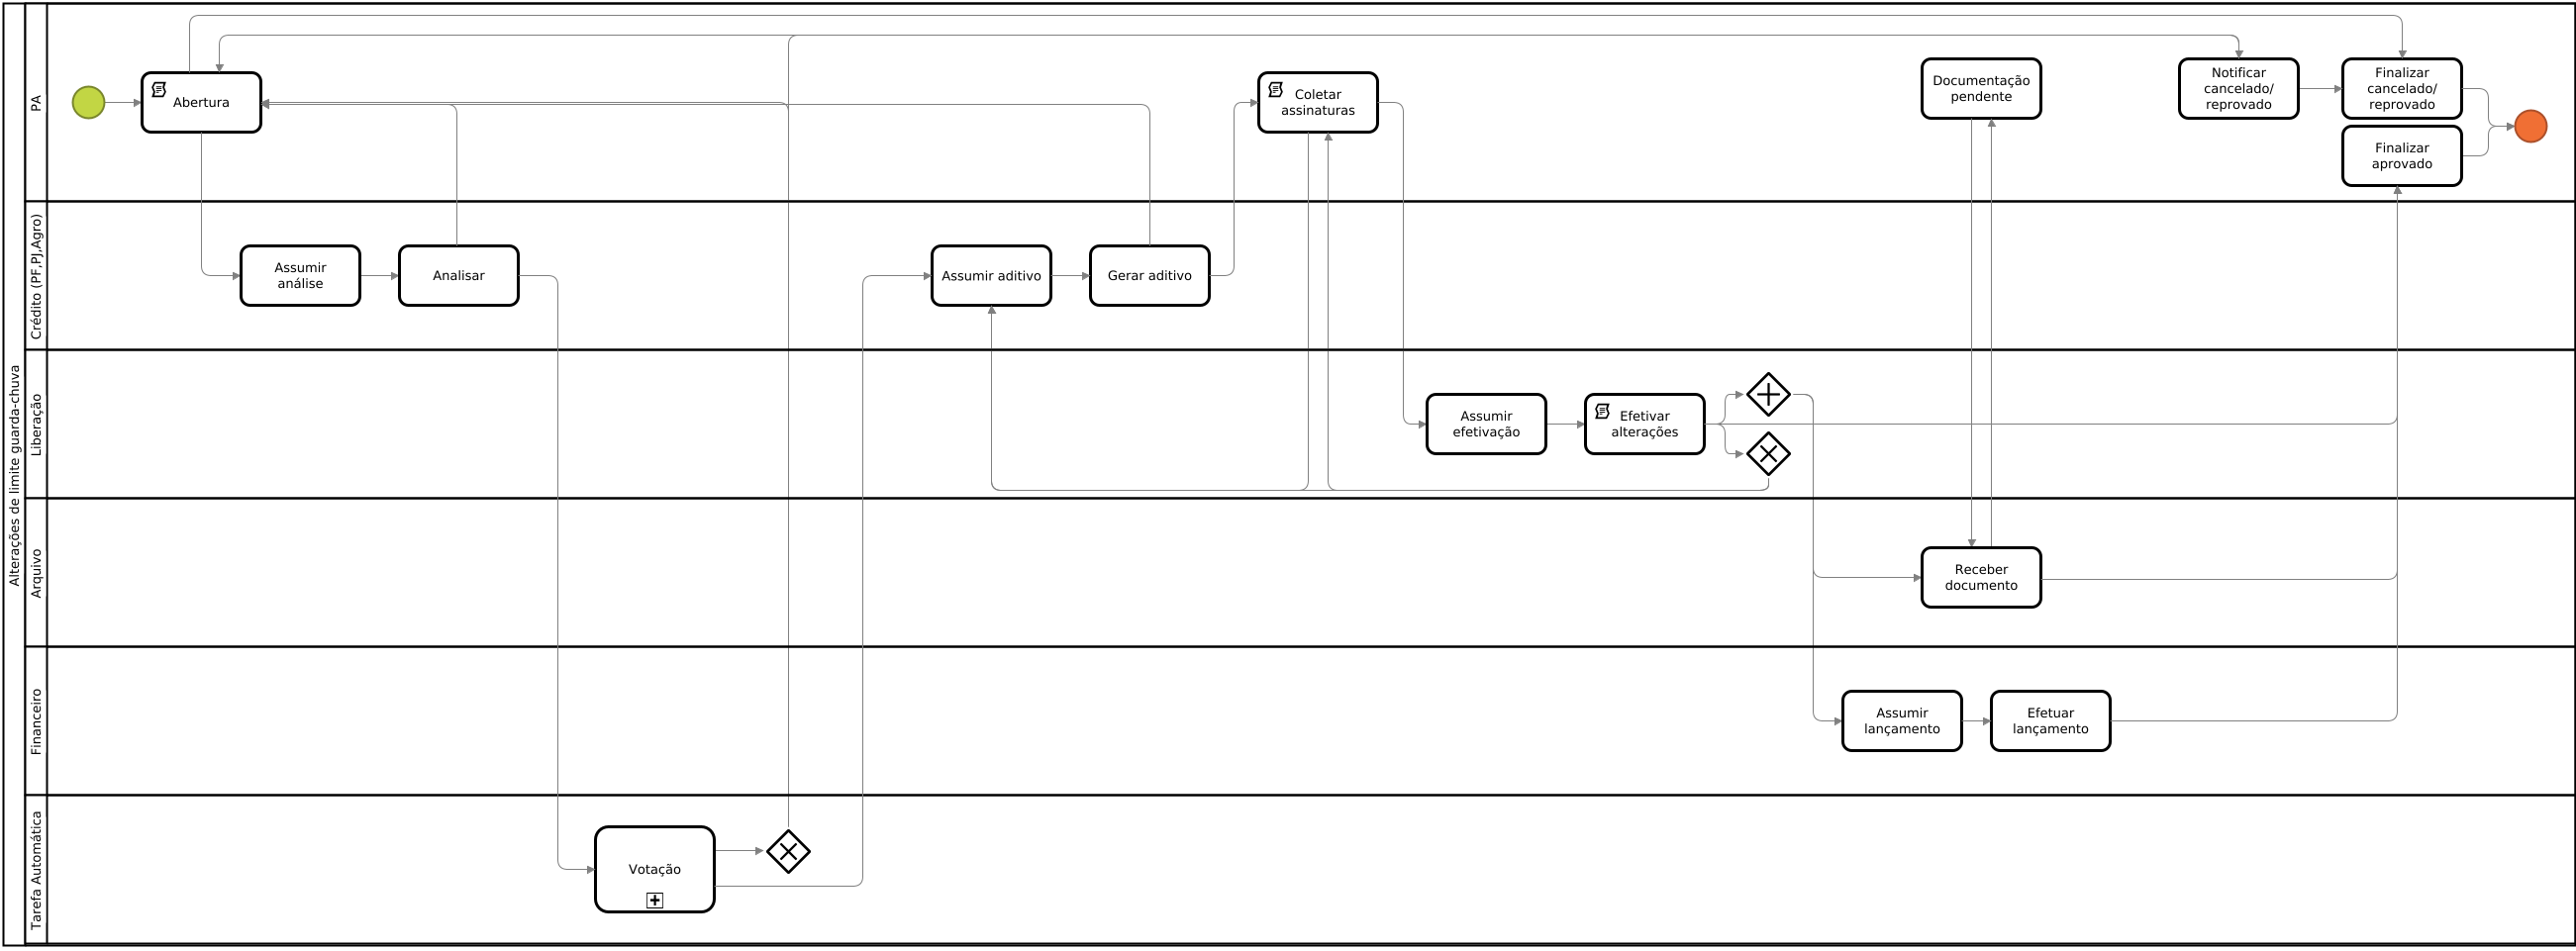 Alterações de limite guarda-chuva
PA
Abertura
Coletar
assinaturas
Documentação
pendente
Notificar
cancelado/
reprovado
Finalizar
cancelado/
reprovado
Finalizar
aprovado
Crédito (PF,PJ,Agro)
Assumir
análise
Analisar
Assumir aditivo
Gerar aditivo
Liberação
Assumir
efetivação
Efetivar
alterações
Arquivo
Receber
documento
Financeiro
Assumir
lançamento
Efetuar
lançamento
Tarefa Automática
Votação